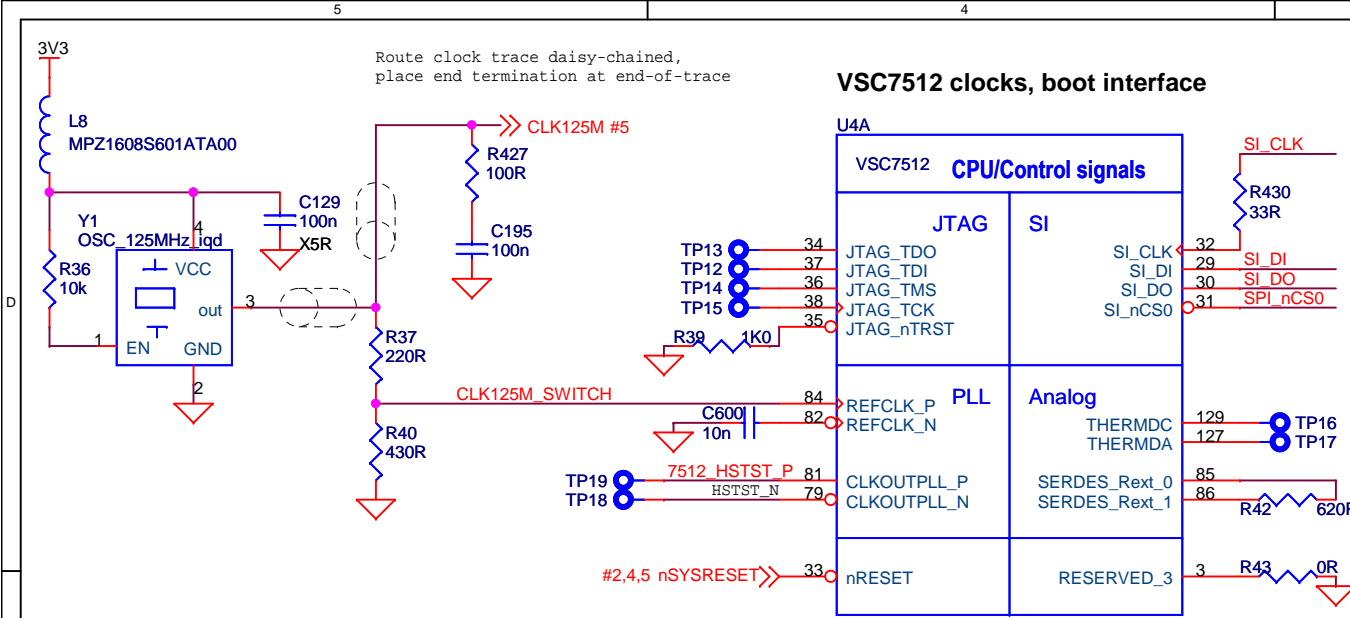 5
4
3V3
Route clock trace daisy-chained,
place end termination at end-of-trace
VSC7512 clocks, boot interface
L8
MPZ1608S601ATA00
CLK125M #5
U4A
R427
100R
VSC7512
CPU/Control signals
SI_CLK
R430
33R
C129
100n
X5R
Y1
OSC_125MHz_iqd
4
VCC
out
3
EN
1
GND
2
R36
10k
C195
100n
JTAG
SI
TP13
34
JTAG_TDO
TP12
37
JTAG_TDI
TP14
36
JTAG_TMS
TP15
38
JTAG_TCK
35
JTAG_nTRST
R39
1K0
SI_CLK
32
SI_DI
29
SI_DI
SI_DO
30
SI_DO
SI_nCS0
31
SPI_nCS0
D
R37
220R
CLK125M_SWITCH
84
REFCLK_P
PLL
Analog
C600
10n
82
REFCLK_N
R40
430R
THERMDC
129
TP16
THERMDA
127
TP17
TP19
7512_HSTST_P
81
CLKOUTPLL_P
TP18
HSTST_N
79
CLKOUTPLL_N
SERDES_Rext_0
85
SERDES_Rext_1
86
R42
620R
#2,4,5 nSYSRESET
33
nRESET
RESERVED_3
3
R43
0R